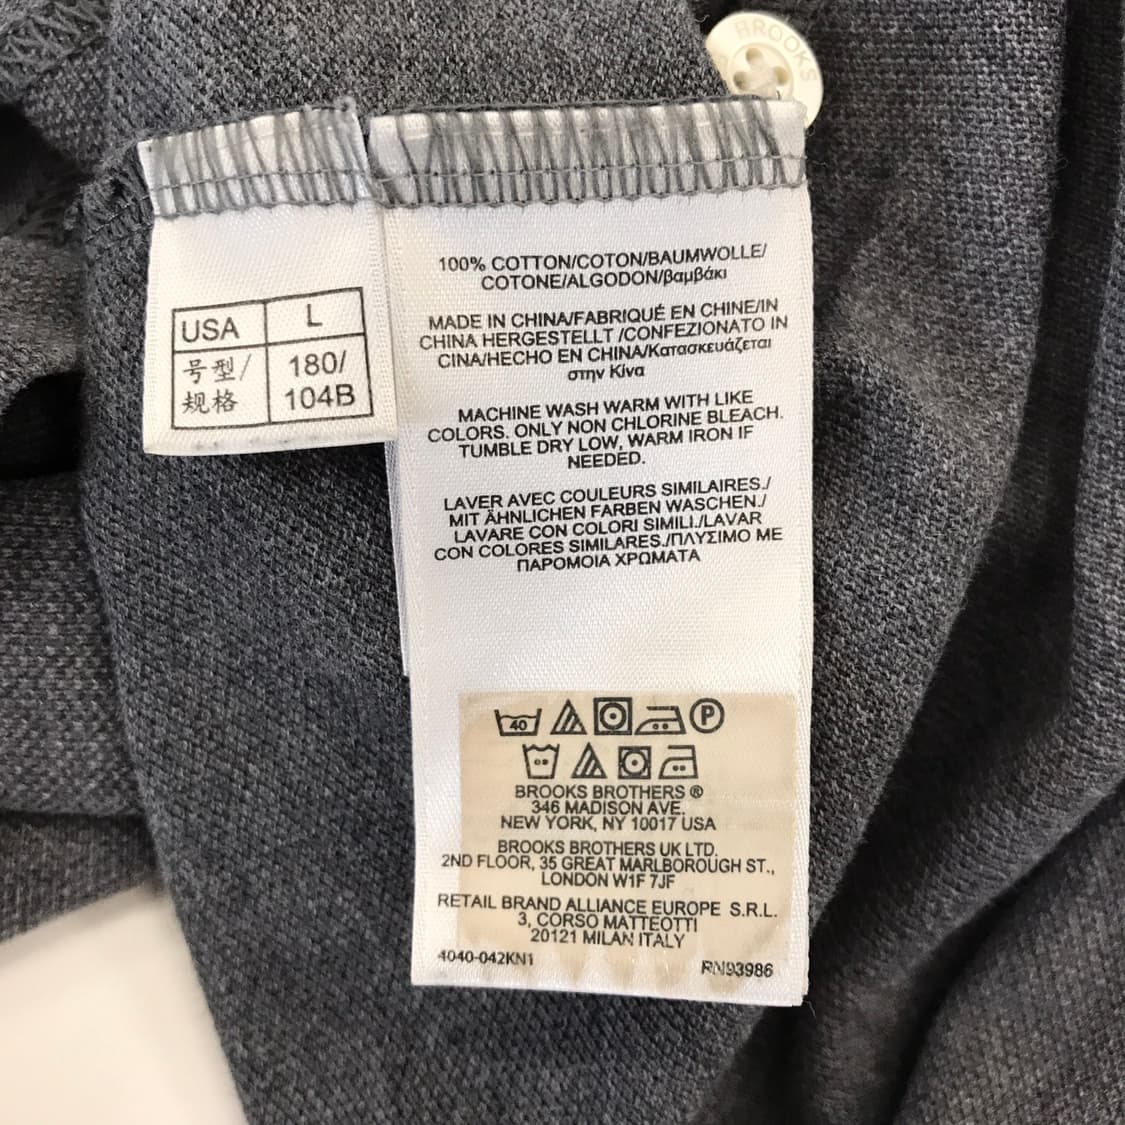 BROOKS
USA L
号型/ 180/
规格 104B
100% COTTON/COTON/BAUMWOLLE/
COTONE/ALGODON/βαμβάκι
MADE IN CHINA/FABRIQUÉ EN CHINE/IN
CHINA HERGESTELLT /CONFEZIONATO IN
CINA/HECHO EN CHINA/Κατασκευάζεται
στην Κίνα
MACHINE WASH WARM WITH LIKE
COLORS. ONLY NON CHLORINE BLEACH.
TUMBLE DRY LOW, WARM IRON IF
NEEDED.
LAVER AVEC COULEURS SIMILAIRES./
MIT ÄHNLICHEN FARBEN WASCHEN./
LAVARE CON COLORI SIMILI./LAVAR
CON COLORES SIMILARES./ΠΛΥΣΙΜΟ ΜΕ
ΠΑΡΟΜΟΙΑ ΧΡΩΜΑΤΑ
40 P
BROOKS BROTHERS ®
346 MADISON AVE.
NEW YORK, NY 10017 USA
BROOKS BROTHERS UK LTD.
2ND FLOOR, 35 GREAT MARLBOROUGH ST.,
LONDON W1F 7JF
RETAIL BRAND ALLIANCE EUROPE S.R.L.
3, CORSO MATTEOTTI
20121 MILAN ITALY
4040-042KN1 RN93986